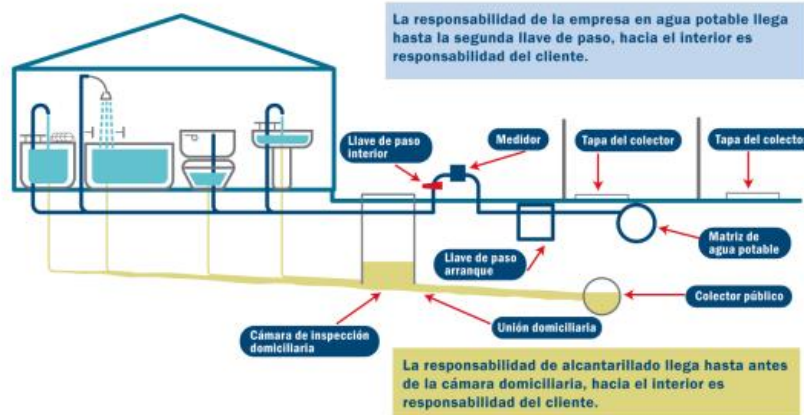 La responsabilidad de la empresa en agua potable llega
hasta la segunda llave de paso, hacia el interior es
responsabilidad del cliente.
Llave de paso
interior
Medidor
Tapa del colector
Tapa del colector
Llave de paso
arranque
Matriz de
agua potable
Colector público
Cámara de inspección
domiciliaria
Unión domiciliaria
La responsabilidad de alcantarillado llega hasta antes
de la cámara domiciliaria, hacia el interior es
responsabilidad del cliente.